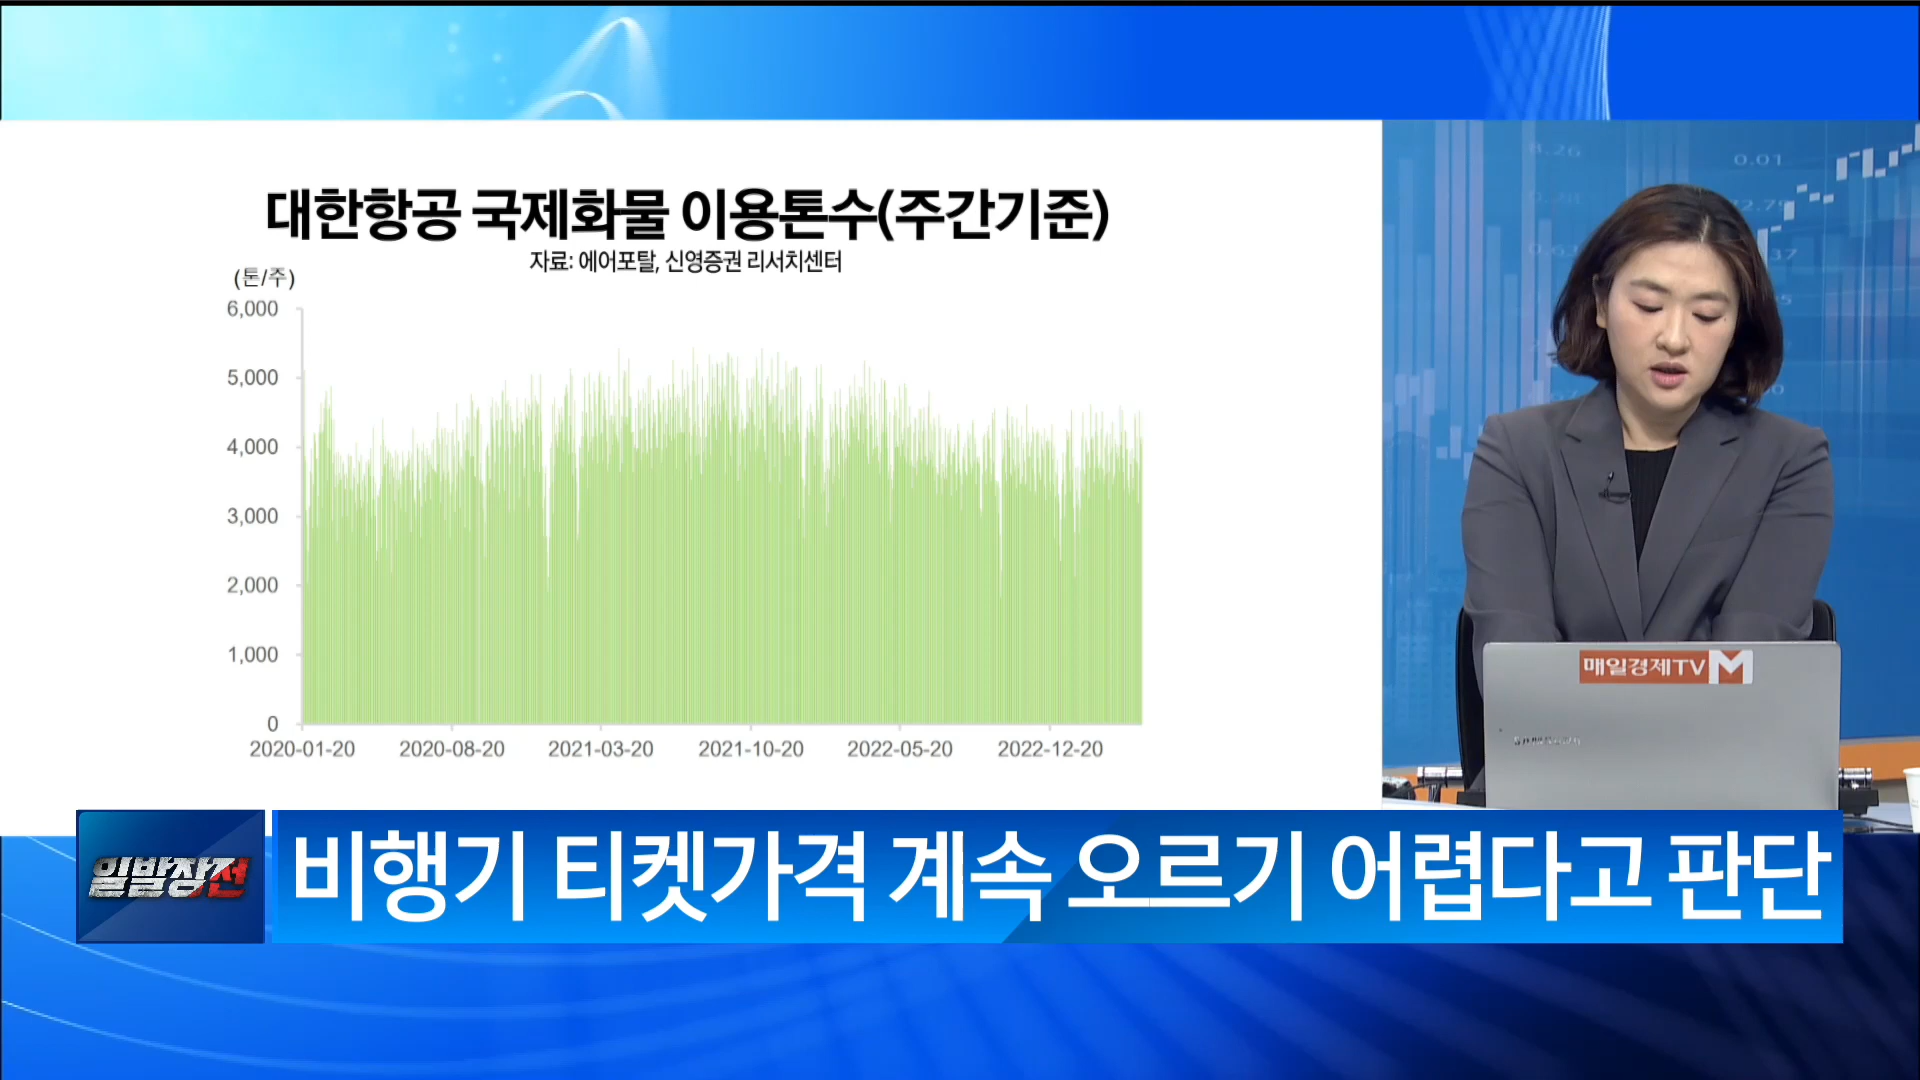 대한항공 국제화물 이용톤수(주간기준)
자료: 에어포탈, 신영증권 리서치센터
(톤/주)
6,000
5,000
4,000
3,000
2,000
1,000
0
2020-01-20 2020-08-20 2021-03-20 2021-10-20 2022-05-20 2022-12-20
8.26
0.01
매일경제TV M
일발장전
비행기 티켓가격 계속 오르기 어렵다고 판단